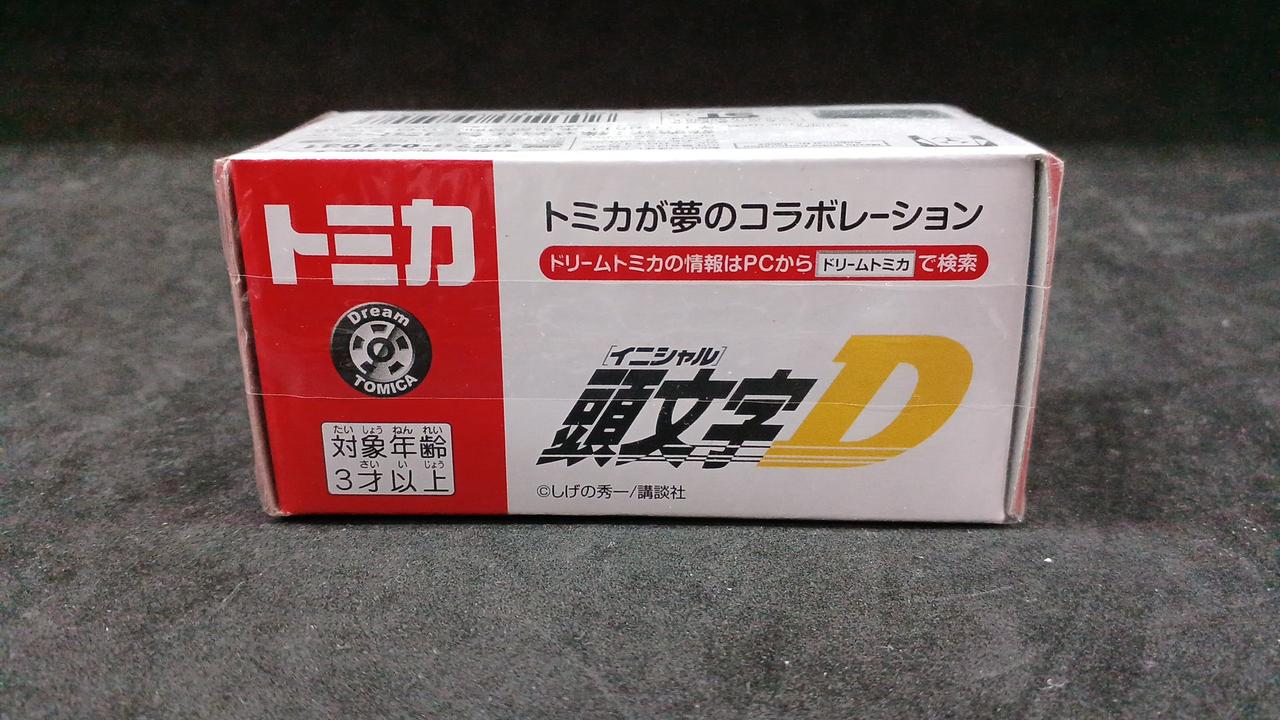 トミカ
Dream
TOMICA
たい しょう ねん れい
対象年齢
さい い じょう
3才以上
トミカが夢のコラボレーション
ドリームトミカの情報はPCから ドリームトミカ で検索
[イニシャル]
頭文字D
©しげの秀一/講談社